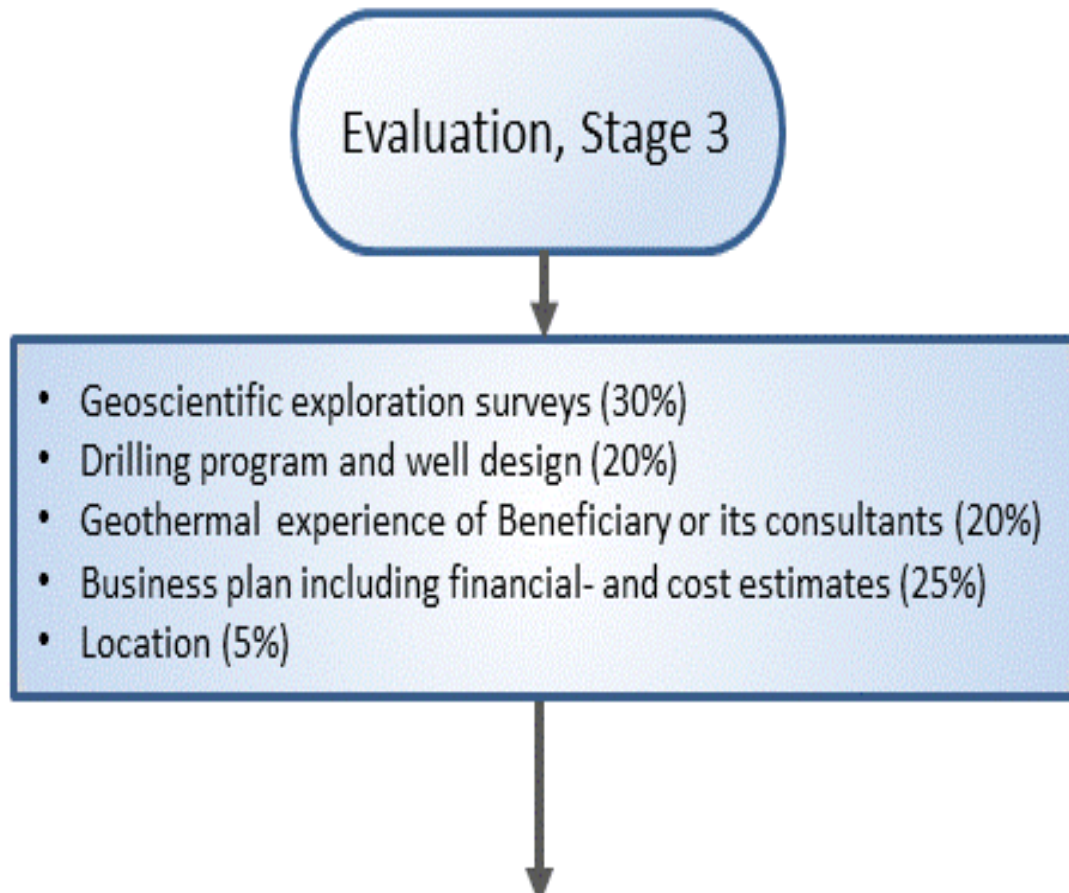 Evaluation, Stage 3
• Geoscientific exploration surveys (30%)
• Drilling program and well design (20%)
• Geothermal experience of Beneficiary or its consultants (20%)
• Business plan including financial- and cost estimates (25%)
• Location (5%)